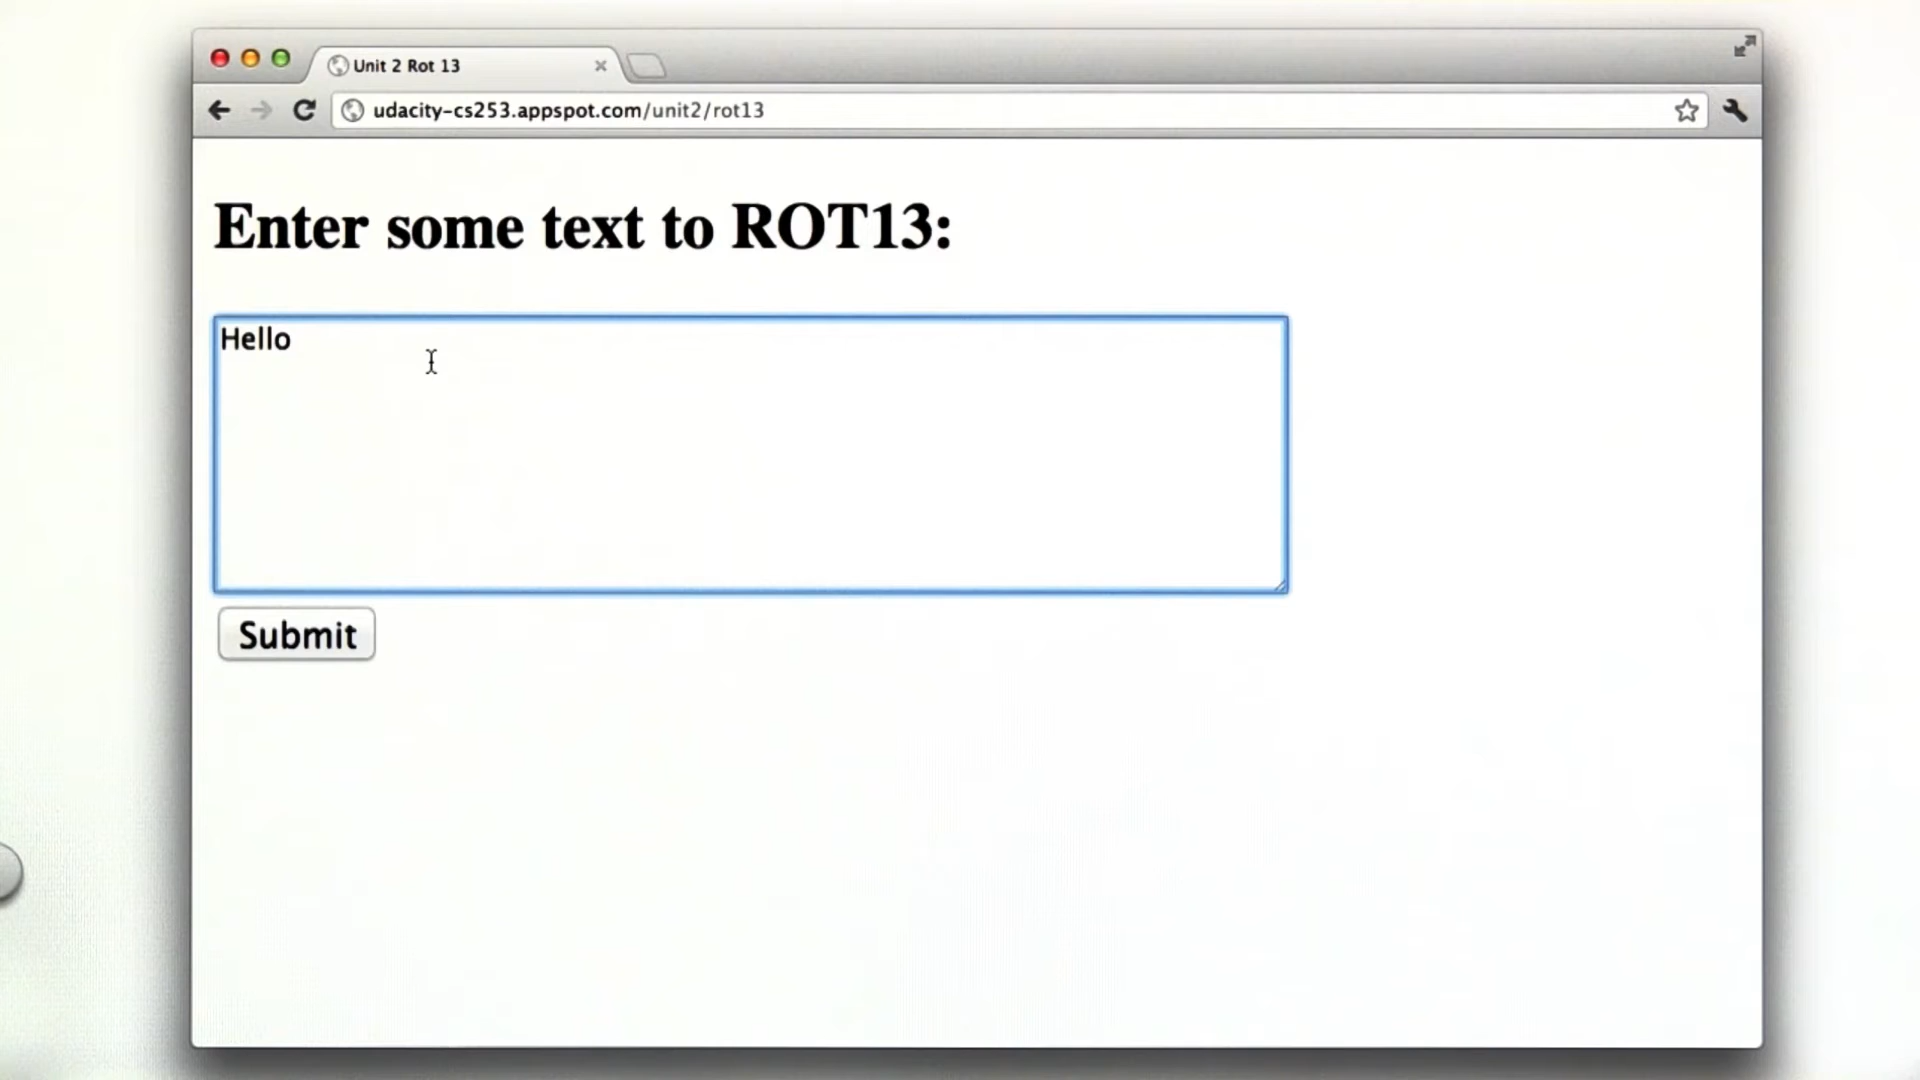 Unit 2 Rot 13
udacity-cs253.appspot.com/unit2/rot13
Enter some text to ROT13:
Hello
Submit